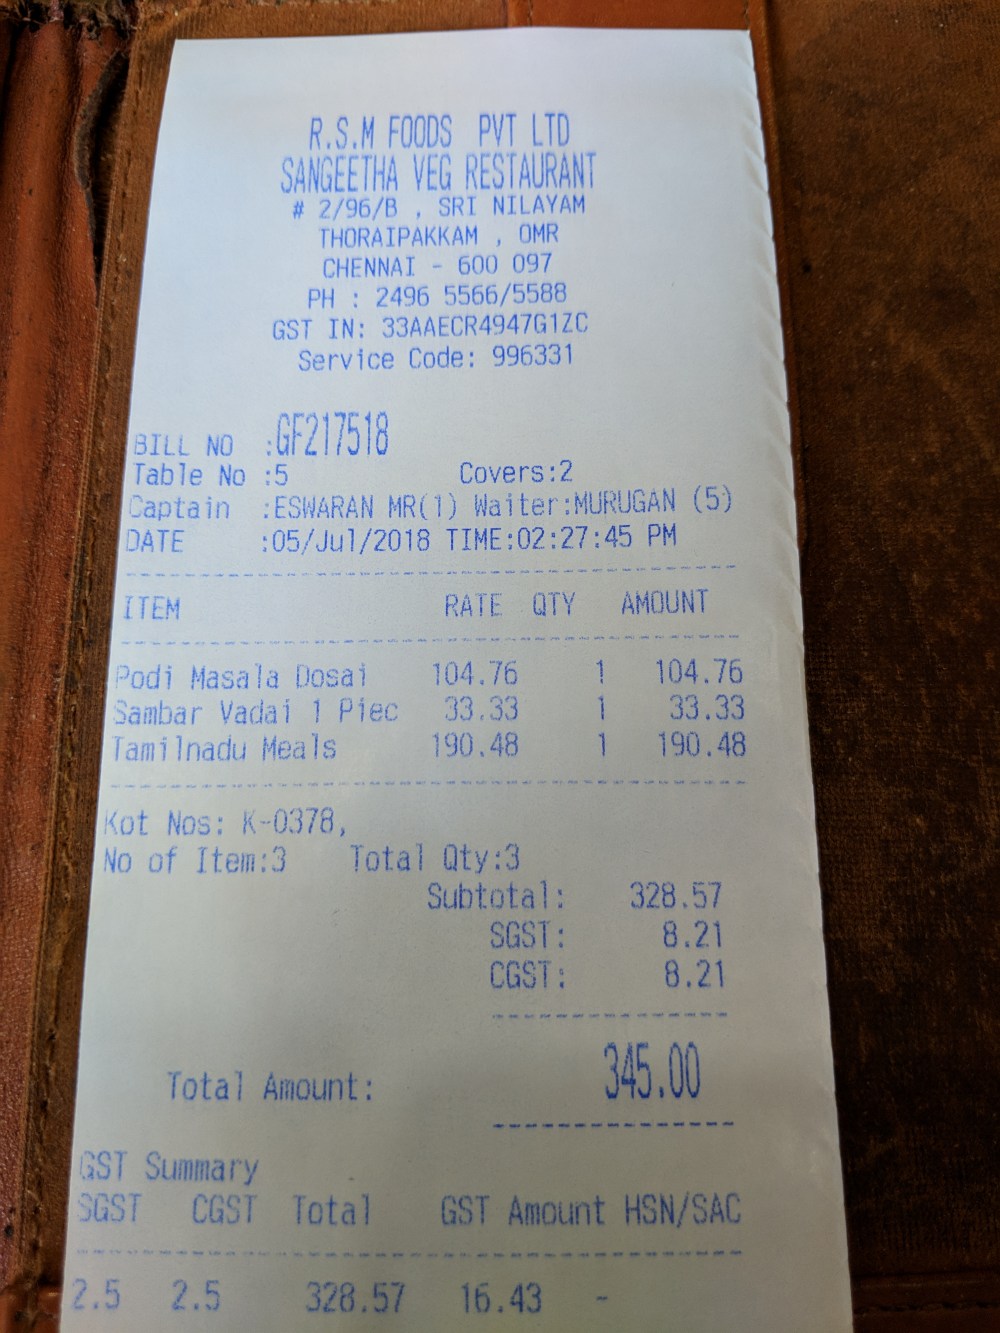 R.S.M FOODS PVT LTD
SANGEETHA VEG RESTAURANT
# 2/96/B , SRI NILAYAM
THORAIPAKKAM , OMR
CHENNAI - 600 097
PH : 2496 5566/5588
GST IN: 33AAECR4947G1ZC
Service Code: 996331
BILL NO :GF217518
Table No :5 Covers:2
Captain :ESWARAN MR(1) Waiter:MURUGAN (5)
DATE :05/Jul/2018 TIME:02:27:45 PM
ITEM RATE QTY AMOUNT
Podi Masala Dosai 104.76 1 104.76
Sambar Vadai 1 Piec 33.33 1 33.33
Tamilnadu Meals 190.48 1 190.48
Kot Nos: K-0378,
No of Item:3 Total Qty:3
Subtotal: 328.57
SGST: 8.21
CGST: 8.21
Total Amount: 345.00
GST Summary
SGST CGST Total GST Amount HSN/SAC
2.5 2.5 328.57 16.43 -